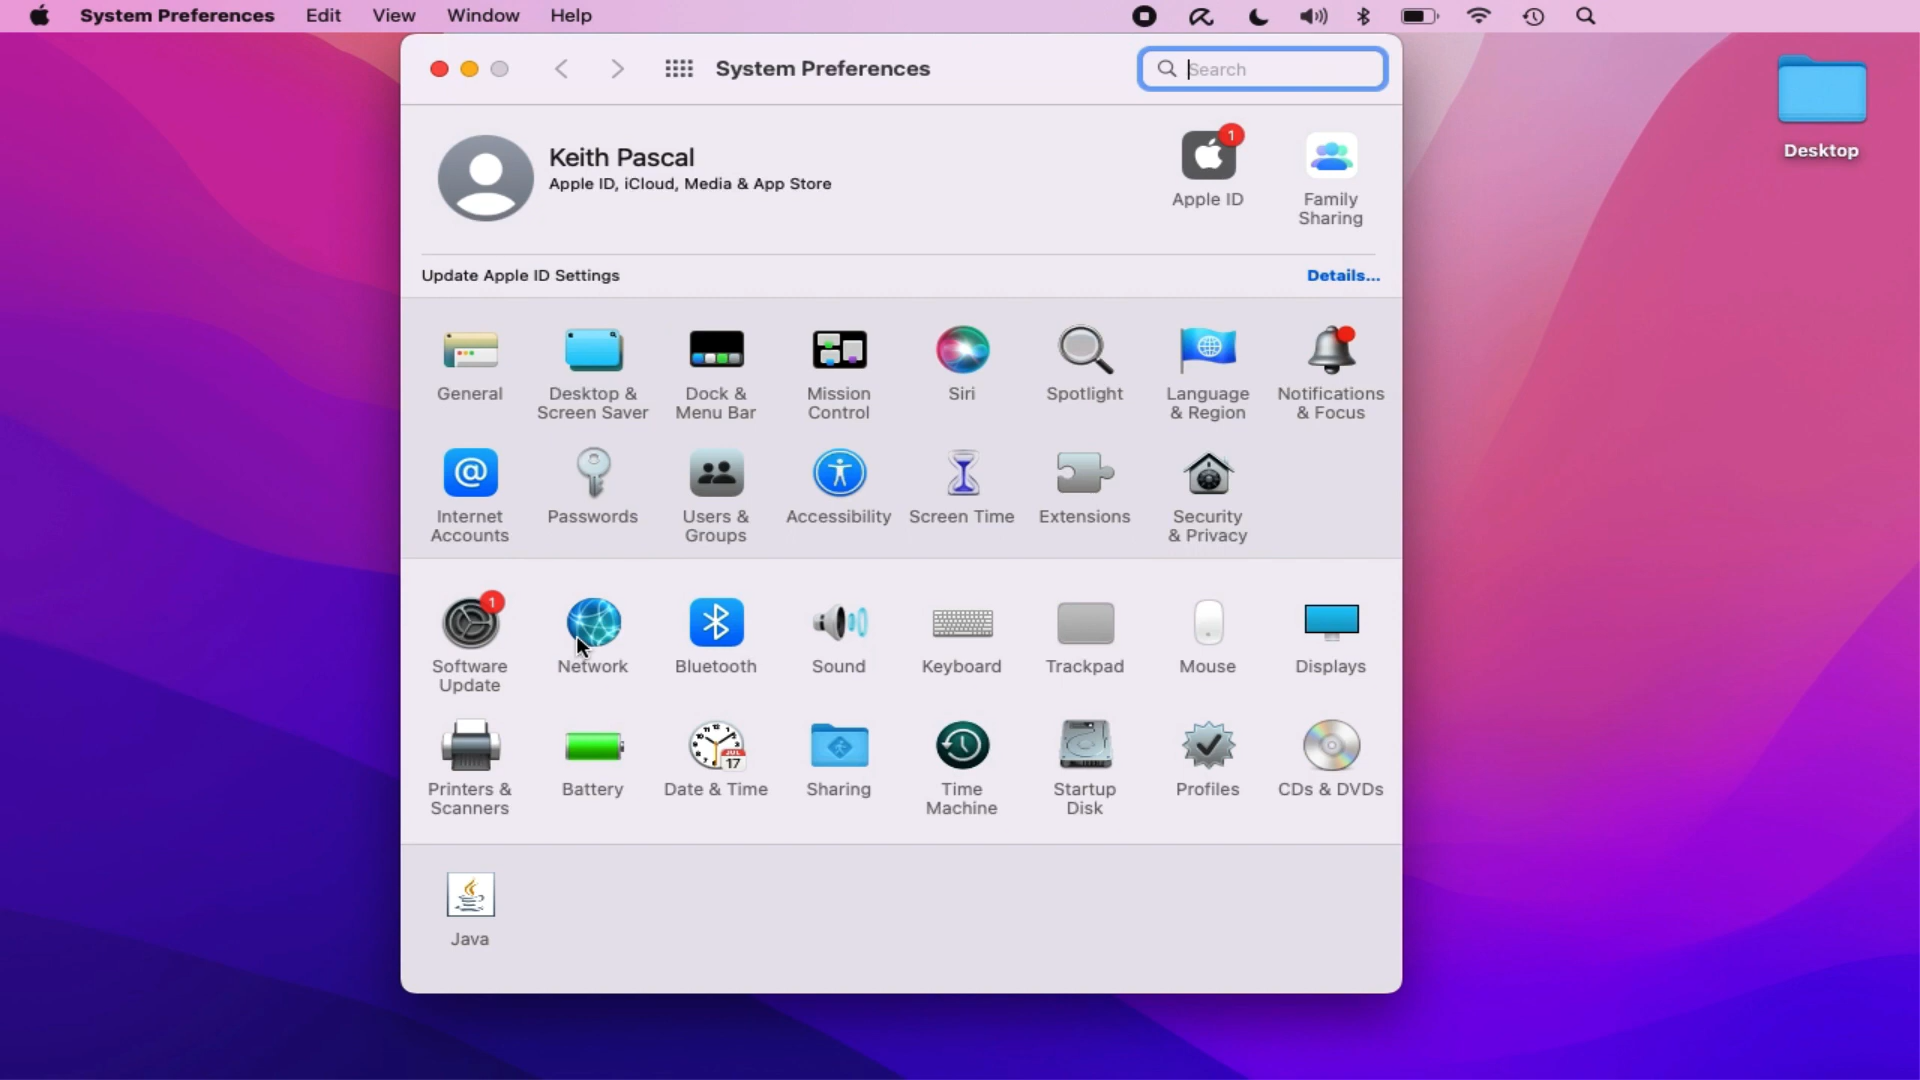 System Preferences Edit View Window Help
System Preferences
Search
Desktop
Keith Pascal
Apple ID, iCloud, Media & App Store
1
Apple ID
Family
Sharing
Update Apple ID Settings
Details...
General
Desktop &
Screen Saver
Dock &
Menu Bar
Mission
Control
Siri
Spotlight
Language
& Region
Notifications
& Focus
Internet
Accounts
Passwords
Users &
Groups
Accessibility
Screen Time
Extensions
Security
& Privacy
1
Software
Update
Network
Bluetooth
Sound
Keyboard
Trackpad
Mouse
Displays
Printers &
Scanners
Battery
JUL
17
Date & Time
Sharing
Time
Machine
Startup
Disk
Profiles
CDs & DVDs
Java